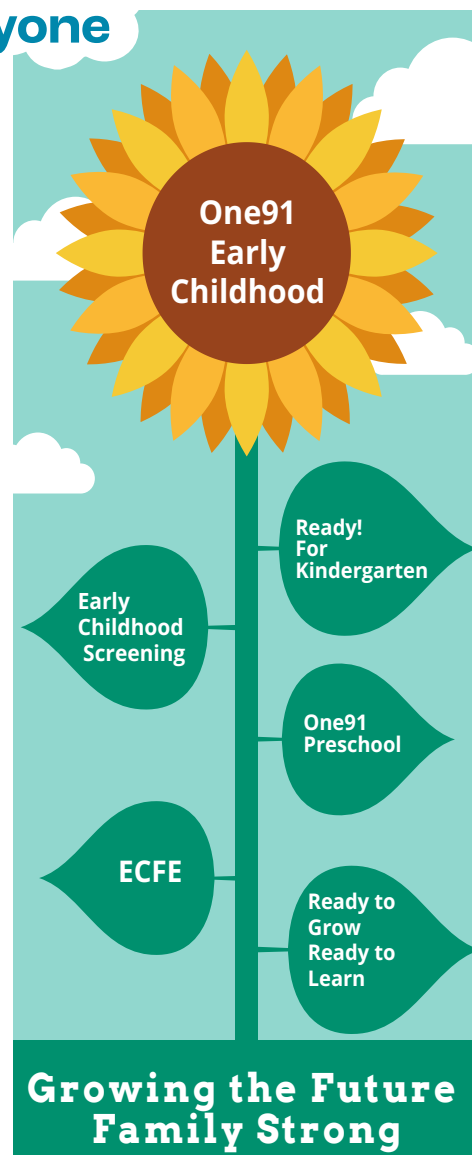 yone
One91
Early
Childhood
Ready!
For
Kindergarten
Early
Childhood
Screening
One91
Preschool
ECFE
Ready to
Grow
Ready to
Learn
Growing the Future
Family Strong